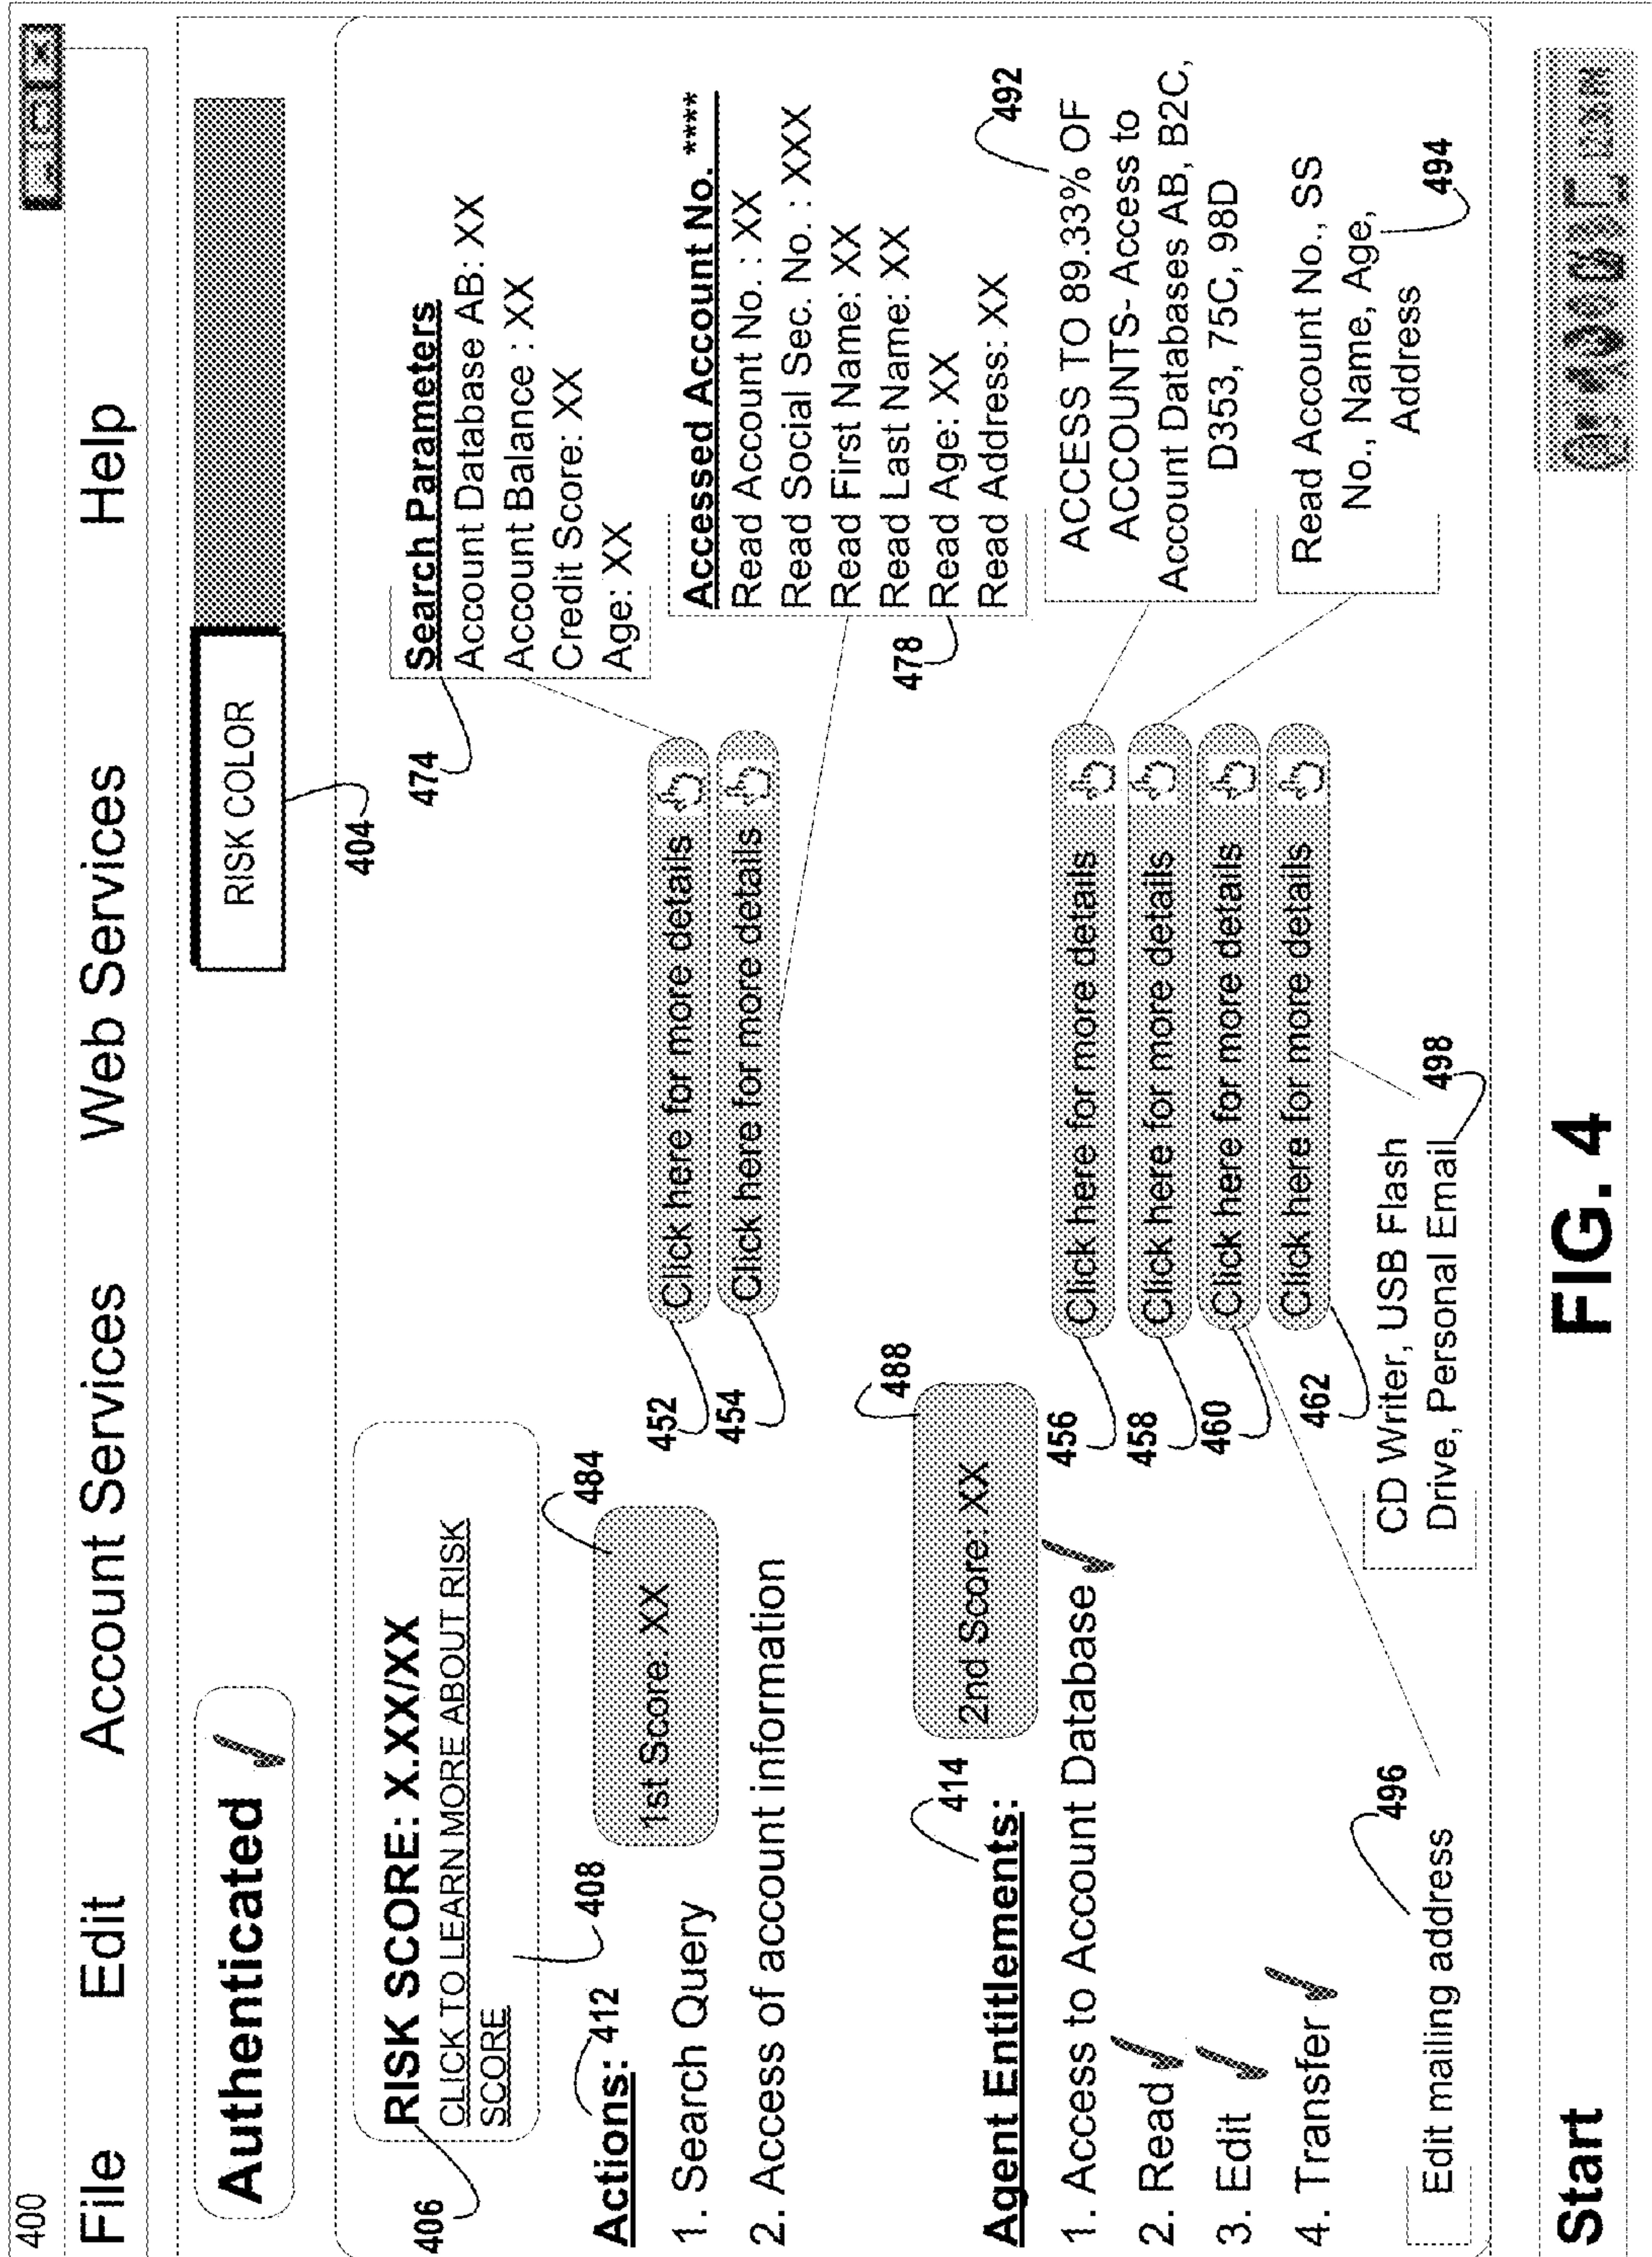 400
File Edit Account Services Web Services Help
Authenticated
RISK COLOR
404
406
RISK SCORE: X.XX/XX
CLICK TO LEARN MORE ABOUT RISK
SCORE
408
474
Search Parameters
Account Database AB: XX
Account Balance : XX
Credit Score: XX
Age: XX
Actions:
412
484
1st Score: XX
1. Search Query
452
Click here for more details
2. Access of account information
454
Click here for more details
478
Accessed Account No. ****
Read Account No. : XX
Read Social Sec. No. : XXX
Read First Name: XX
Read Last Name: XX
Read Age: XX
Read Address: XX
414
488
Agent Entitlements:
2nd Score: XX
1. Access to Account Database
456
Click here for more details
2. Read
458
Click here for more details
3. Edit
460
Click here for more details
4. Transfer
462
Click here for more details
492
ACCESS TO 89.33% OF
ACCOUNTS- Access to
Account Databases AB, B2C,
D353, 75C, 98D
Read Account No., SS
No., Name, Age,
Address
494
496
Edit mailing address
CD Writer, USB Flash
Drive, Personal Email
498
Start
FIG. 4